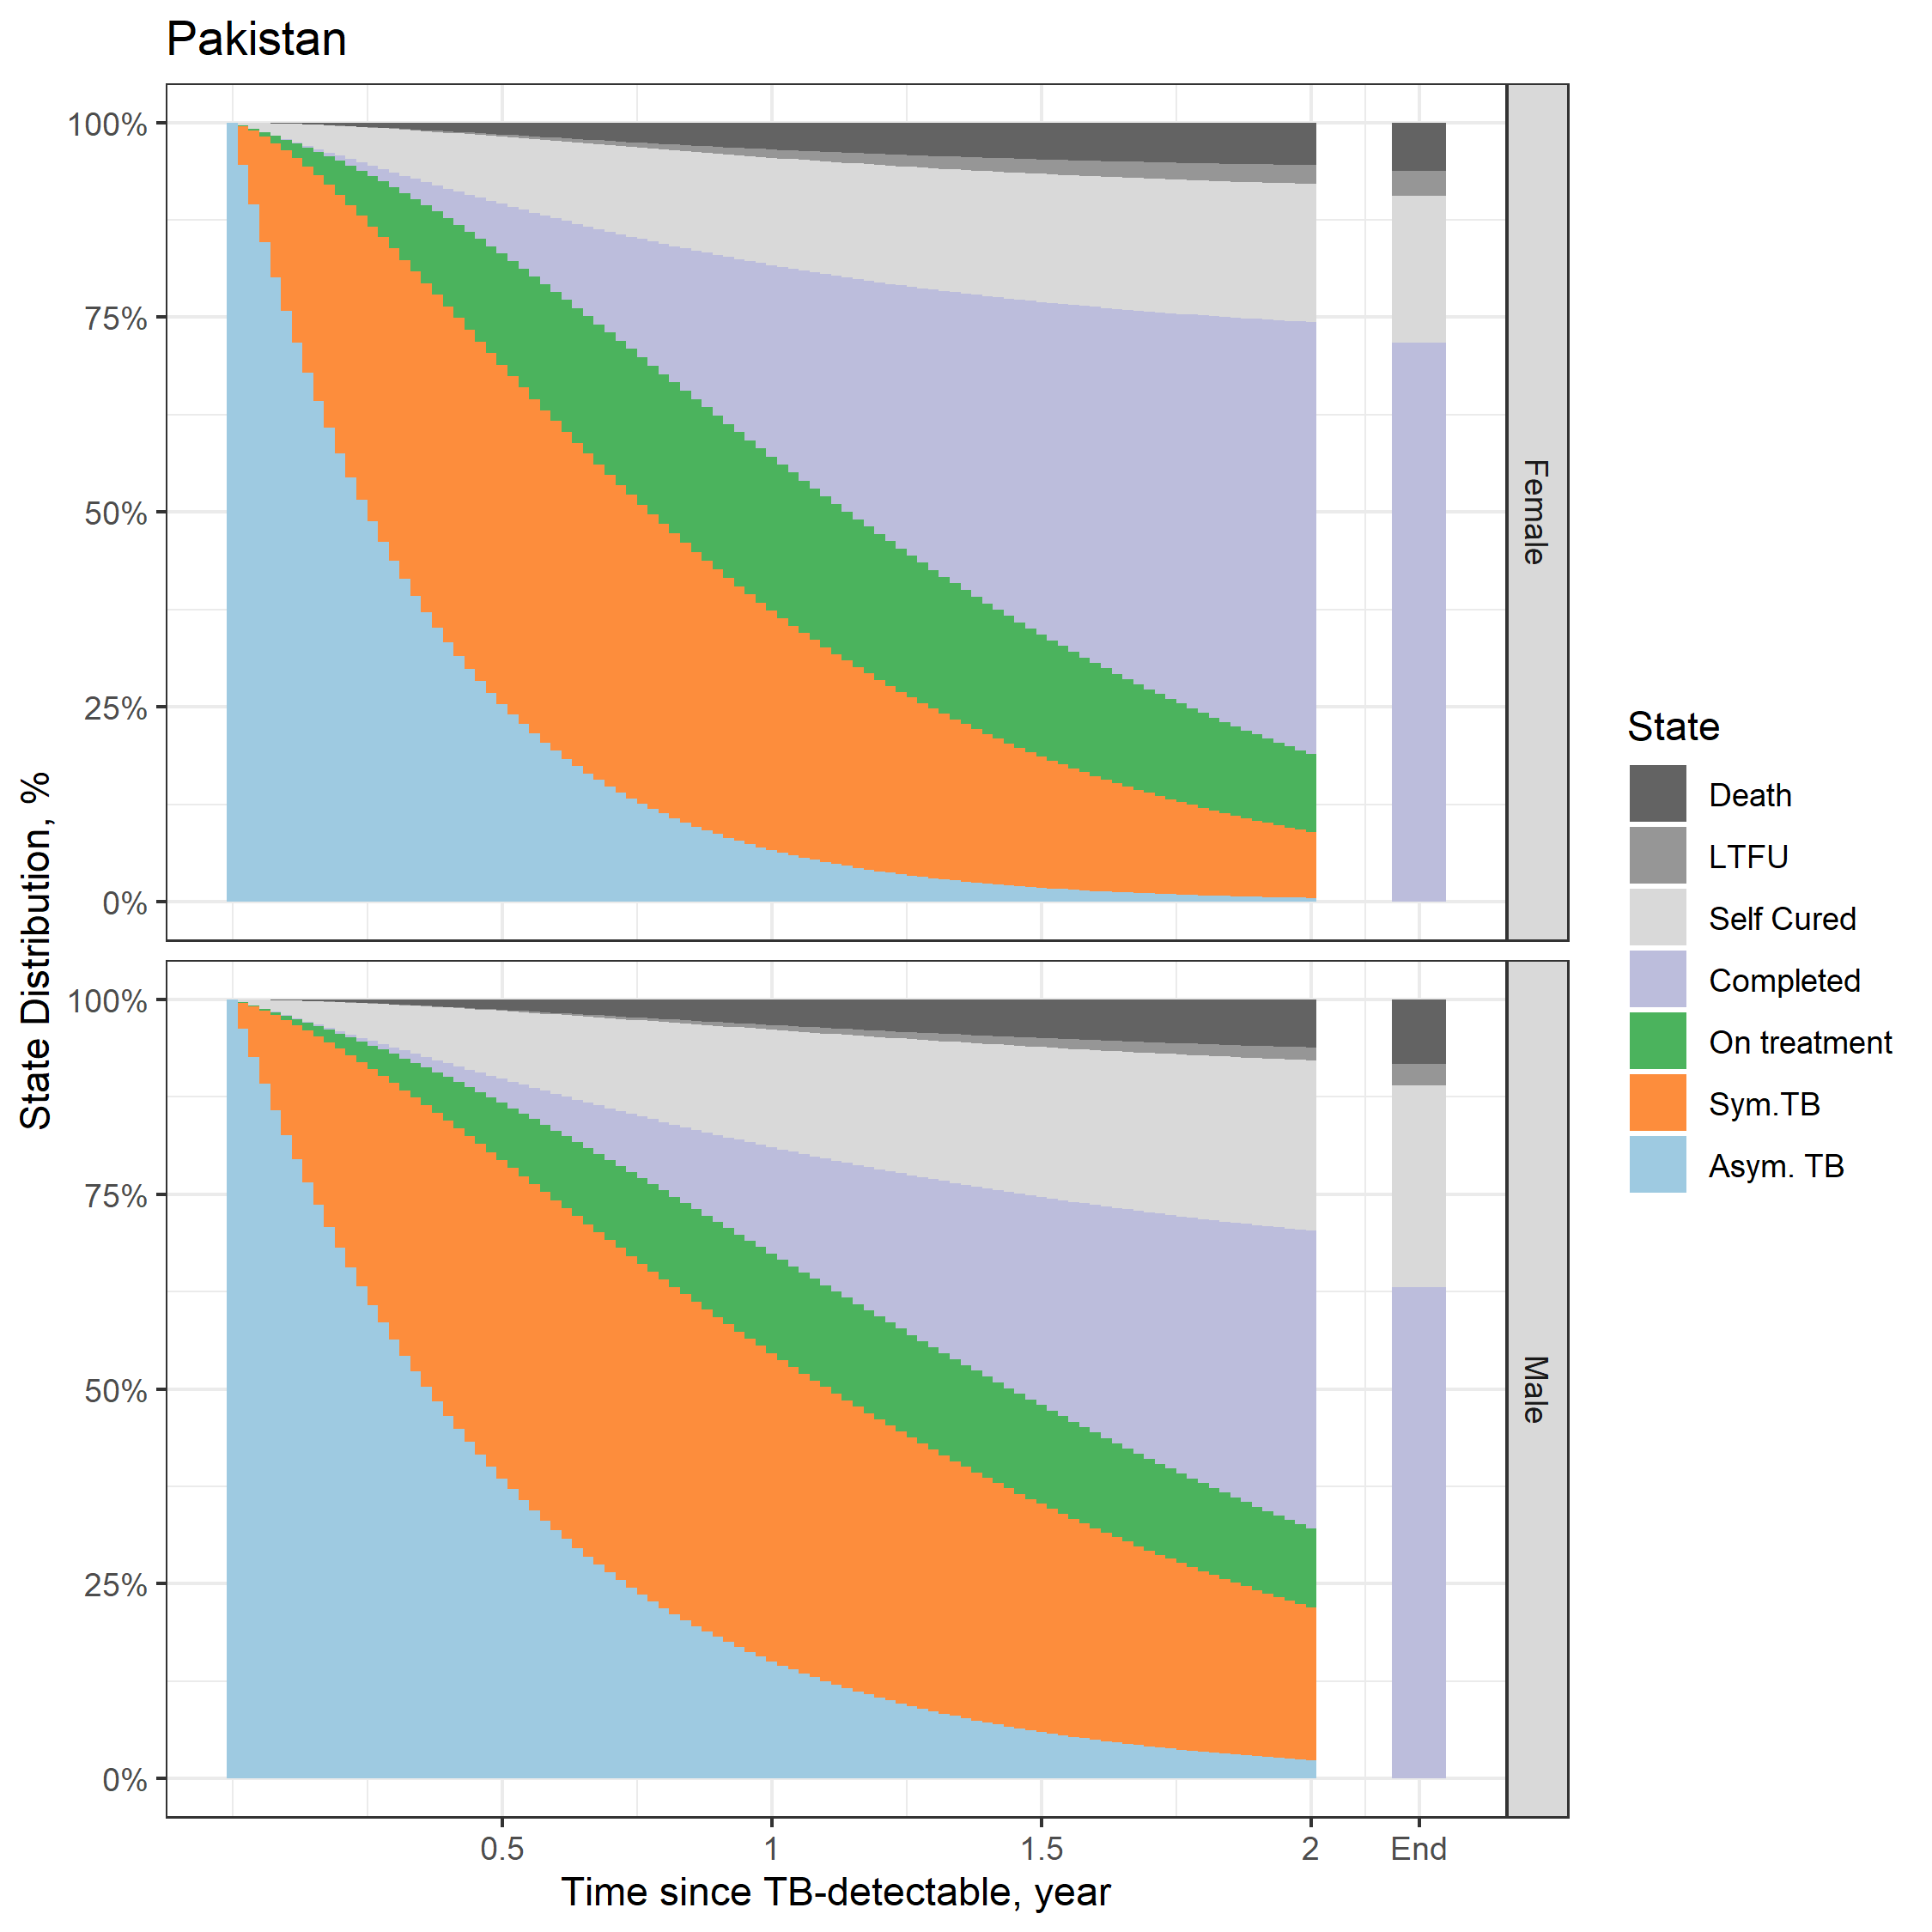 Pakistan
State Distribution, %
100%
75%
50%
25%
0%
Female
100%
75%
50%
25%
0%
Male
0.5
1
1.5
2
End
Time since TB-detectable, year
State
Death
LTFU
Self Cured
Completed
On treatment
Sym.TB
Asym. TB